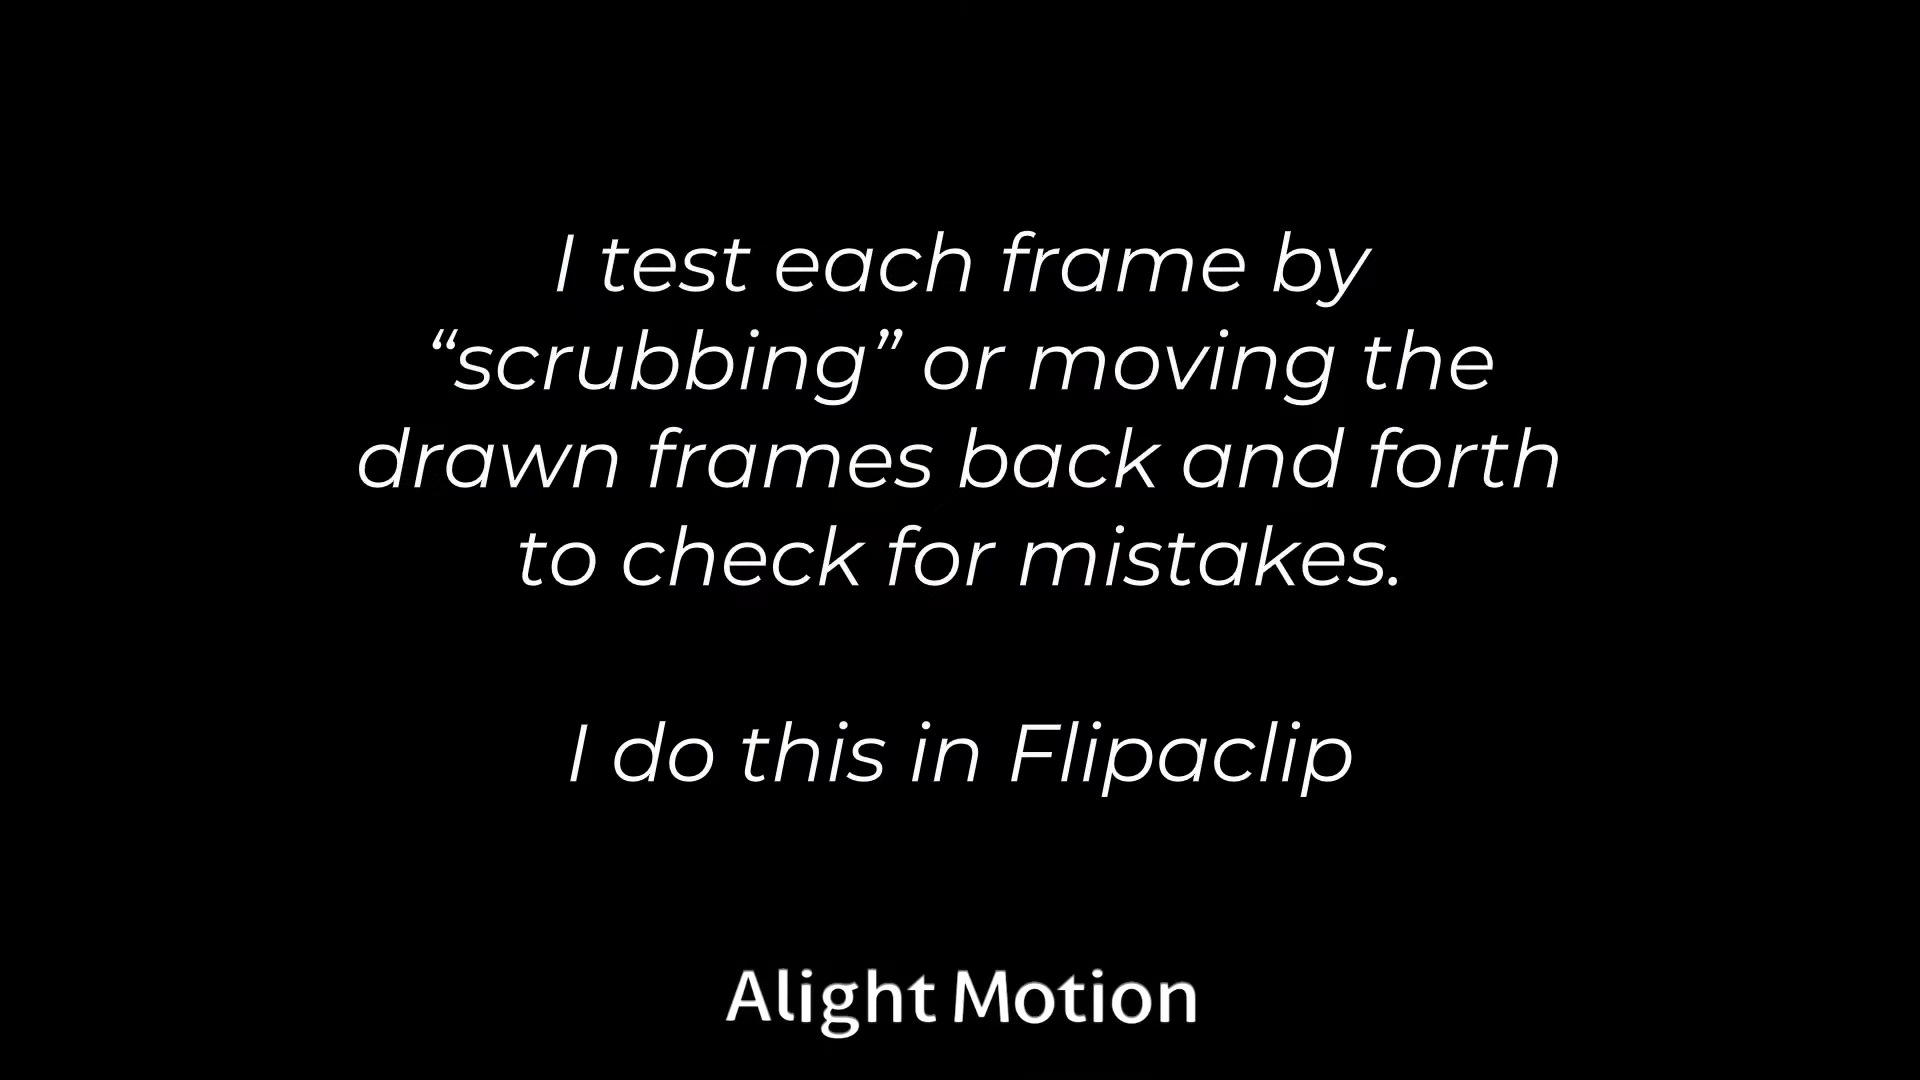 I test each frame by
“scrubbing” or moving the
drawn frames back and forth
to check for mistakes.
I do this in Flipaclip
Alight Motion